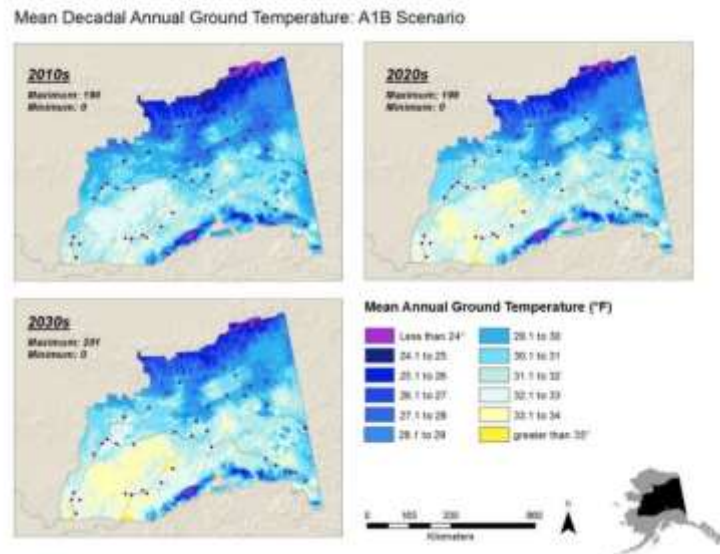 Mean Decadal Annual Ground Temperature: A1B Scenario
2010s
Maximum: 198
Minimum: 0
2020s
Maximum: 198
Minimum: 0
2030s
Maximum: 201
Minimum: 0
Mean Annual Ground Temperature (°F)
Less than 24°
24.1 to 25
25.1 to 26
26.1 to 27
27.1 to 28
28.1 to 29
29.1 to 30
30.1 to 31
31.1 to 32
32.1 to 33
33.1 to 34
greater than 35°
0
Kilometers